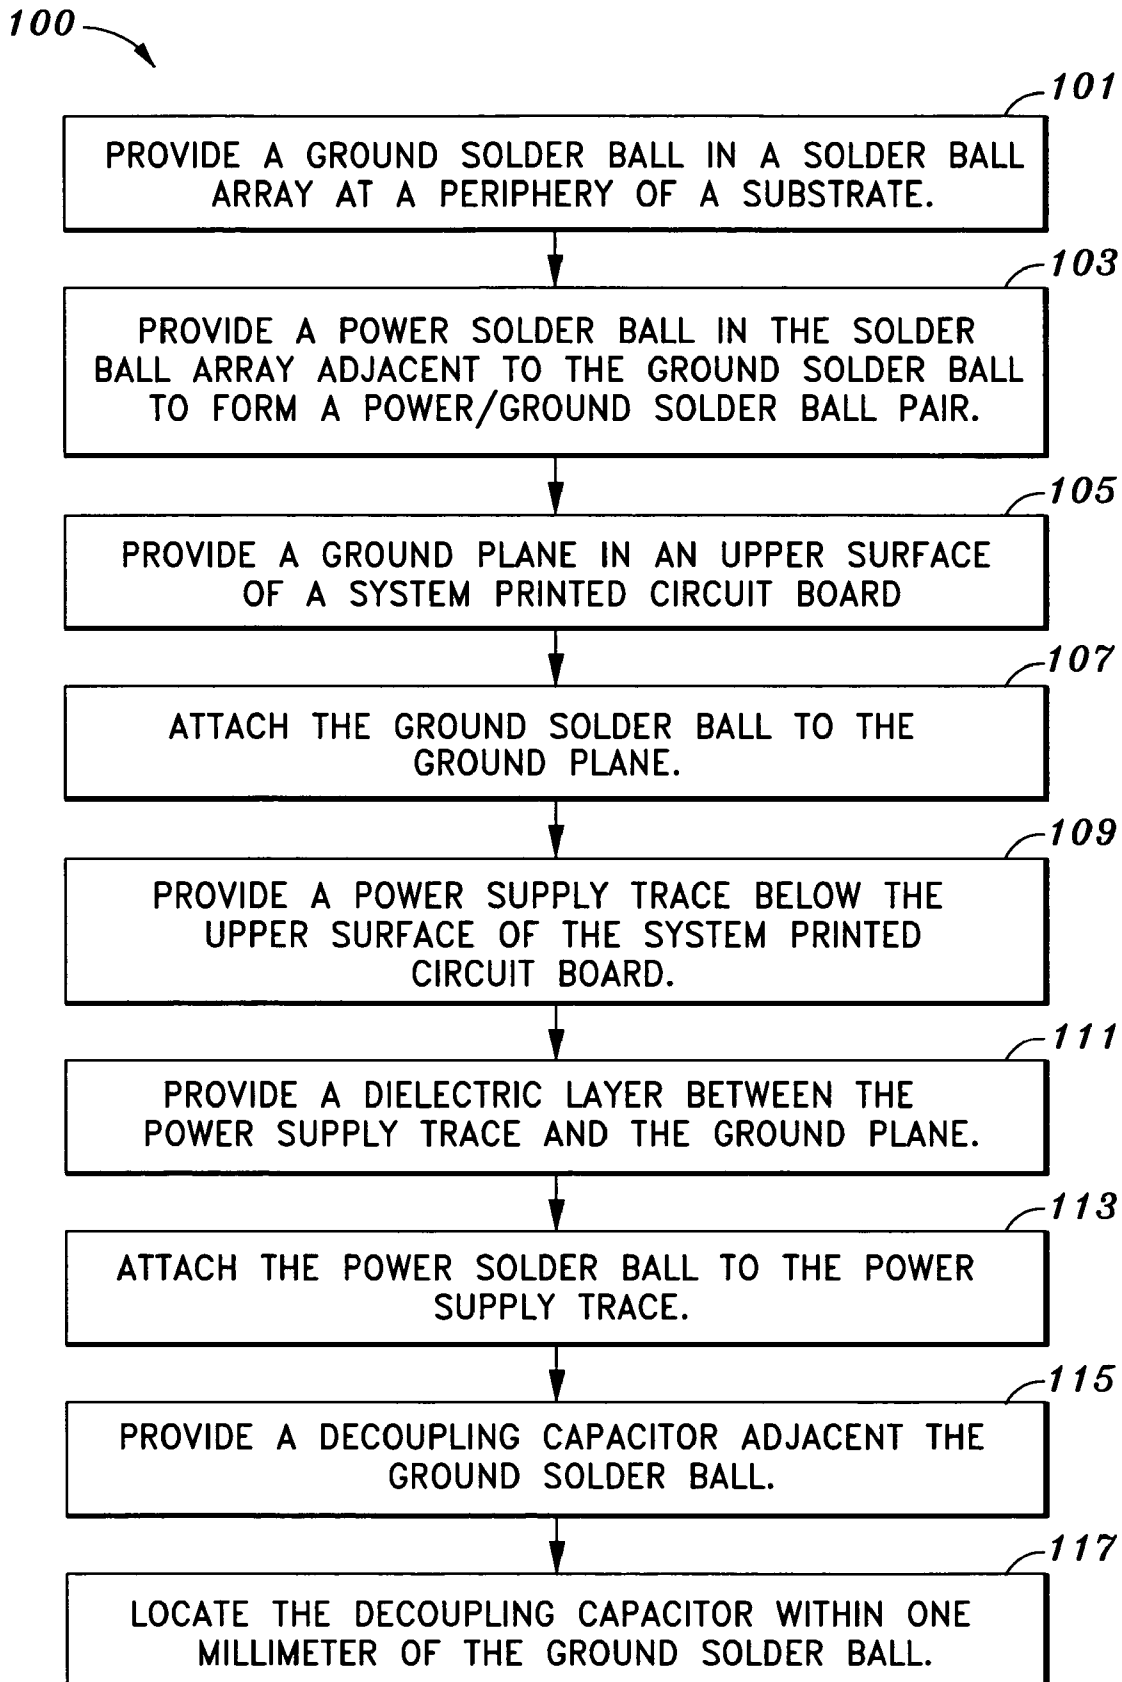 100
101
PROVIDE A GROUND SOLDER BALL IN A SOLDER BALL
ARRAY AT A PERIPHERY OF A SUBSTRATE.
103
PROVIDE A POWER SOLDER BALL IN THE SOLDER
BALL ARRAY ADJACENT TO THE GROUND SOLDER BALL
TO FORM A POWER/GROUND SOLDER BALL PAIR.
105
PROVIDE A GROUND PLANE IN AN UPPER SURFACE
OF A SYSTEM PRINTED CIRCUIT BOARD
107
ATTACH THE GROUND SOLDER BALL TO THE
GROUND PLANE.
109
PROVIDE A POWER SUPPLY TRACE BELOW THE
UPPER SURFACE OF THE SYSTEM PRINTED
CIRCUIT BOARD.
111
PROVIDE A DIELECTRIC LAYER BETWEEN THE
POWER SUPPLY TRACE AND THE GROUND PLANE.
113
ATTACH THE POWER SOLDER BALL TO THE POWER
SUPPLY TRACE.
115
PROVIDE A DECOUPLING CAPACITOR ADJACENT THE
GROUND SOLDER BALL.
117
LOCATE THE DECOUPLING CAPACITOR WITHIN ONE
MILLIMETER OF THE GROUND SOLDER BALL.